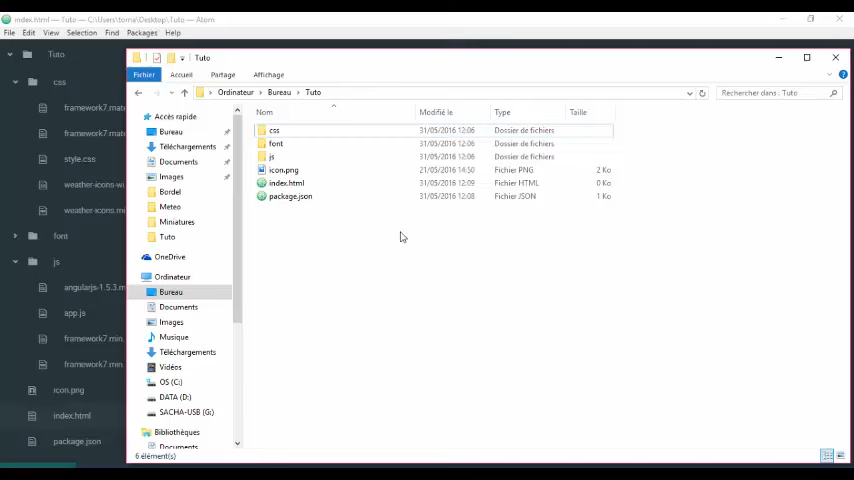 index.html — Tuto — C:\Users\torna\Desktop\Tuto — Atom
File Edit View Selection Find Packages Help
Tuto
css
framework7.mate
framework7.mate
style.css
weather-icons-wi
weather-icons.mi
font
js
angularjs-1.5.3.m
app.js
framework7.min.
framework7.min.
icon.png
index.html
package.json
Tuto
Fichier Accueil Partage Affichage
Ordinateur Bureau Tuto
Rechercher dans : Tuto
Accès rapide
Bureau
Téléchargements
Documents
Images
Bordel
Meteo
Miniatures
Tuto
OneDrive
Ordinateur
Bureau
Documents
Images
Musique
Téléchargements
Vidéos
OS (C:)
DATA (D:)
SACHA-USB (G:)
Bibliothèques
Documents
Nom Modifié le Type Taille
css 31/05/2016 12:06 Dossier de fichiers
font 31/05/2016 12:06 Dossier de fichiers
js 31/05/2016 12:06 Dossier de fichiers
icon.png 21/05/2016 14:50 Fichier PNG 2 Ko
index.html 31/05/2016 12:09 Fichier HTML 0 Ko
package.json 31/05/2016 12:08 Fichier JSON 1 Ko
6 élément(s)